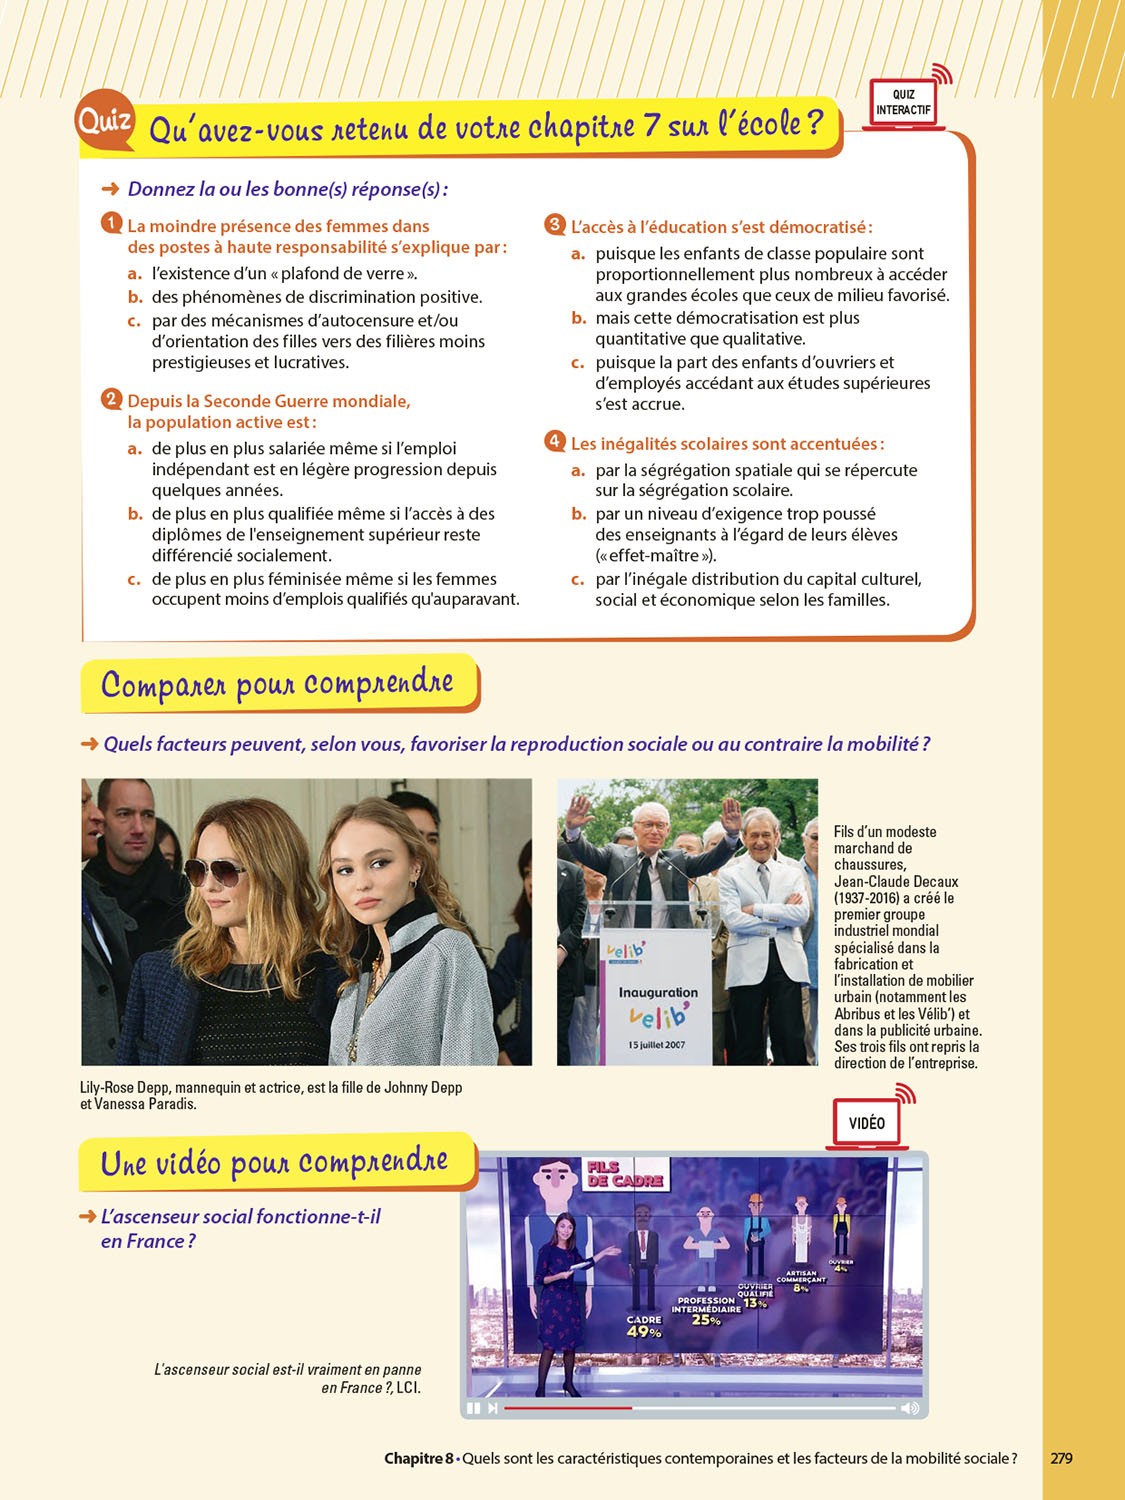 QUIZ
INTERACTIF
Quiz
Qu'avez-vous retenu de votre chapitre 7 sur l'école ?
➜ Donnez la ou les bonne(s) réponse(s) :
1 La moindre présence des femmes dans
des postes à haute responsabilité s'explique par :
a. l'existence d'un « plafond de verre ».
b. des phénomènes de discrimination positive.
c. par des mécanismes d'autocensure et/ou
d'orientation des filles vers des filières moins
prestigieuses et lucratives.
2 Depuis la Seconde Guerre mondiale,
la population active est :
a. de plus en plus salariée même si l'emploi
indépendant est en légère progression depuis
quelques années.
b. de plus en plus qualifiée même si l'accès à des
diplômes de l'enseignement supérieur reste
différencié socialement.
c. de plus en plus féminisée même si les femmes
occupent moins d'emplois qualifiés qu'auparavant.
3 L'accès à l'éducation s'est démocratisé :
a. puisque les enfants de classe populaire sont
proportionnellement plus nombreux à accéder
aux grandes écoles que ceux de milieu favorisé.
b. mais cette démocratisation est plus
quantitative que qualitative.
c. puisque la part des enfants d'ouvriers et
d'employés accédant aux études supérieures
s'est accrue.
4 Les inégalités scolaires sont accentuées :
a. par la ségrégation spatiale qui se répercute
sur la ségrégation scolaire.
b. par un niveau d'exigence trop poussé
des enseignants à l'égard de leurs élèves
(« effet-maître »).
c. par l'inégale distribution du capital culturel,
social et économique selon les familles.
Comparer pour comprendre
➜ Quels facteurs peuvent, selon vous, favoriser la reproduction sociale ou au contraire la mobilité ?
velib'
Inauguration
velib'
15 juillet 2007
Fils d'un modeste
marchand de
chaussures,
Jean-Claude Decaux
(1937-2016) a créé le
premier groupe
industriel mondial
spécialisé dans la
fabrication et
l'installation de mobilier
urbain (notamment les
Abribus et les Vélib') et
dans la publicité urbaine.
Ses trois fils ont repris la
direction de l'entreprise.
Lily-Rose Depp, mannequin et actrice, est la fille de Johnny Depp
et Vanessa Paradis.
VIDÉO
Une vidéo pour comprendre
➜ L'ascenseur social fonctionne-t-il
en France ?
FILS
DE CADRE
CADRE
49%
PROFESSION
INTERMÉDIAIRE
25%
OUVRIER
QUALIFIÉ
13%
ARTISAN
COMMERÇANT
8%
OUVRIER
4%
L'ascenseur social est-il vraiment en panne
en France ?, LCI.
Chapitre 8 • Quels sont les caractéristiques contemporaines et les facteurs de la mobilité sociale ? 279